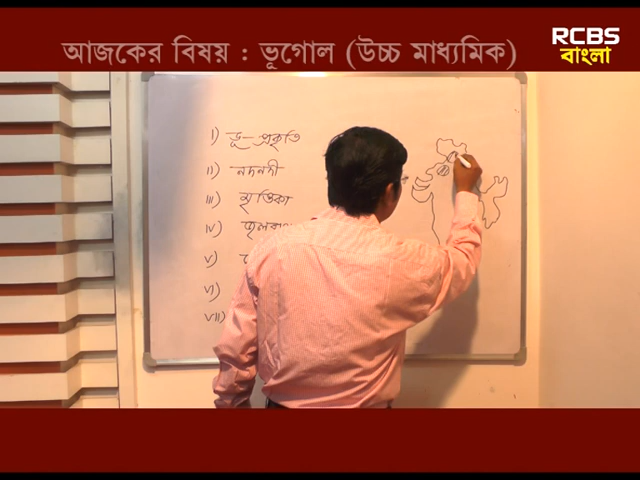 আজকের বিষয় : ভূগোল (উচ্চ মাধ্যমিক)
RCBS
বাংলা
I) ভূ-প্রকৃতি
II) নদনদী
III) মৃত্তিকা
IV)
V)
VI)
VII)